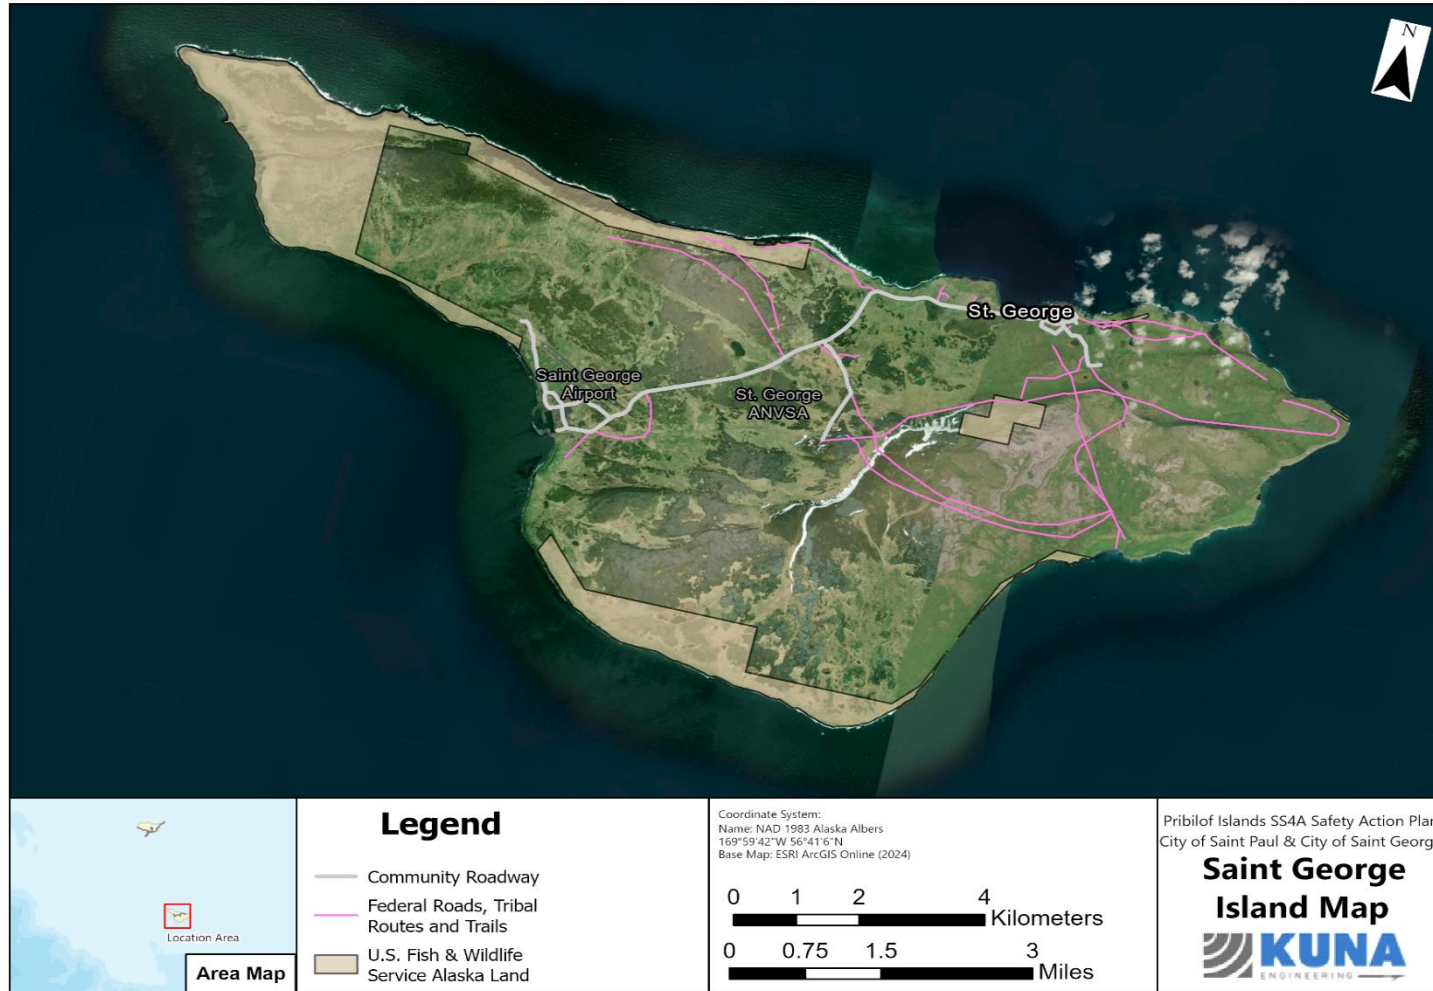 N
St. George
Saint George
Airport
St. George
ANVSA
Location Area
Area Map
Legend
Community Roadway
Federal Roads, Tribal
Routes and Trails
U.S. Fish & Wildlife
Service Alaska Land
Coordinate System:
Name: NAD 1983 Alaska Albers
169°59'42"W 56°41'6"N
Base Map: ESRI ArcGIS Online (2024)
0 1 2 4
Kilometers
0 0.75 1.5 3
Miles
Pribilof Islands SS4A Safety Action Plan
City of Saint Paul & City of Saint Georg
Saint George
Island Map
KUNA
ENGINEERING